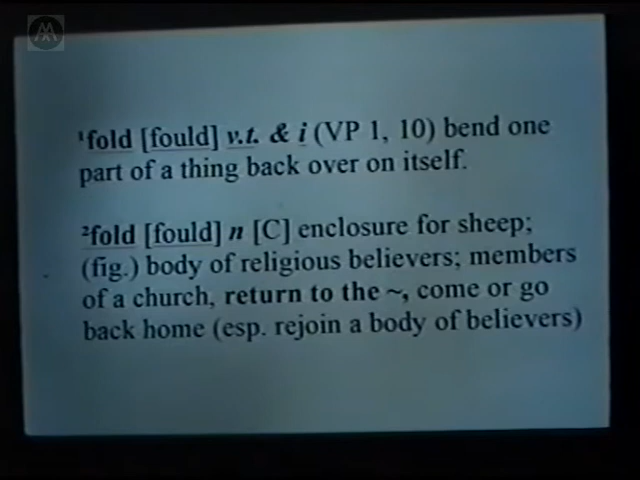 ¹fold [fould] v.t. & i (VP 1, 10) bend one
part of a thing back over on itself.
²fold [fould] n [C] enclosure for sheep;
(fig.) body of religious believers; members
of a church, return to the ~, come or go
back home (esp. rejoin a body of believers)